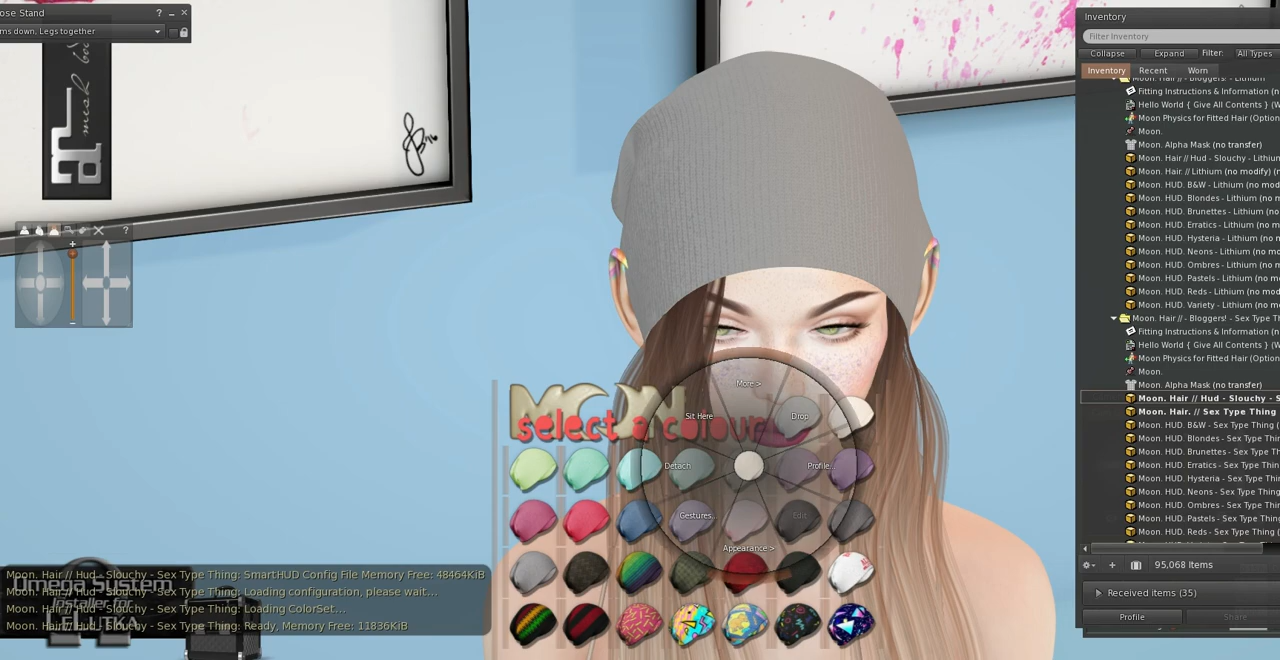 ose Stand
? _ ×
ms down, Legs together
mesh
?
MOON
select a colour
More >
Sit Here
Drop
Detach
Profile...
Gestures...
Edit
Appearance >
Moon. Hair // Hud - Slouchy - Sex Type Thing: SmartHUD Config File Memory Free: 48464KiB
Moon. Hair // Hud - Slouchy - Sex Type Thing: Loading configuration, please wait...
Moon. Hair // Hud - Slouchy - Sex Type Thing: Loading ColorSet...
Moon. Hair // Hud - Slouchy - Sex Type Thing: Ready, Memory Free: 11836KiB
Omega System
Installer for
Inventory
Filter Inventory
Collapse Expand Filter: All Types
Inventory Recent Worn
Moon. Hair // - Bloggers! - Lithium
Fitting Instructions & Information (n
Hello World { Give All Contents } (W
Moon Physics for Fitted Hair (Option
Moon.
Moon. Alpha Mask (no transfer)
Moon. Hair // Hud - Slouchy - Lithiun
Moon. Hair. // Lithium (no modify) (n
Moon. HUD. B&W - Lithium (no mod
Moon. HUD. Blondes - Lithium (no n
Moon. HUD. Brunettes - Lithium (no
Moon. HUD. Erratics - Lithium (no m
Moon. HUD. Hysteria - Lithium (no n
Moon. HUD. Neons - Lithium (no mo
Moon. HUD. Ombres - Lithium (no m
Moon. HUD. Pastels - Lithium (no m
Moon. HUD. Reds - Lithium (no mod
Moon. HUD. Variety - Lithium (no m
Moon. Hair // - Bloggers! - Sex Type Th
Fitting Instructions & Information (n
Hello World { Give All Contents } (W
Moon Physics for Fitted Hair (Option
Moon.
Moon. Alpha Mask (no transfer)
Moon. Hair // Hud - Slouchy - S
Moon. Hair. // Sex Type Thing
Moon. HUD. B&W - Sex Type Thing (
Moon. HUD. Blondes - Sex Type Thin
Moon. HUD. Brunettes - Sex Type Th
Moon. HUD. Erratics - Sex Type Thin
Moon. HUD. Hysteria - Sex Type Thin
Moon. HUD. Neons - Sex Type Thing
Moon. HUD. Ombres - Sex Type Thin
Moon. HUD. Pastels - Sex Type Thing
Moon. HUD. Reds - Sex Type Thing (
95,068 Items
Received items (35)
Profile Share